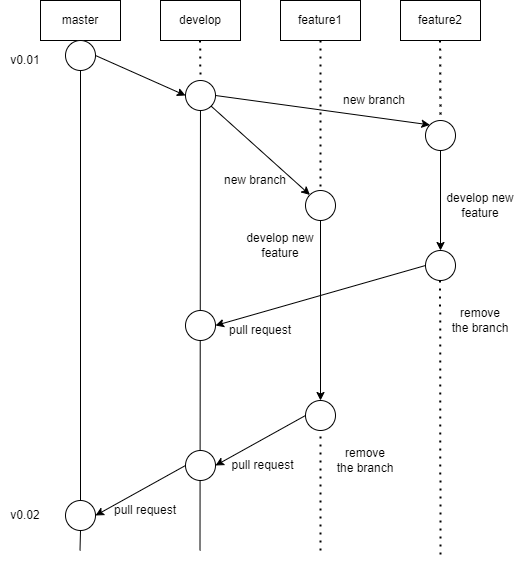 master
develop
feature1
feature2
v0.01
new branch
new branch
develop new
feature
develop new
feature
remove
the branch
pull request
remove
the branch
pull request
pull request
v0.02